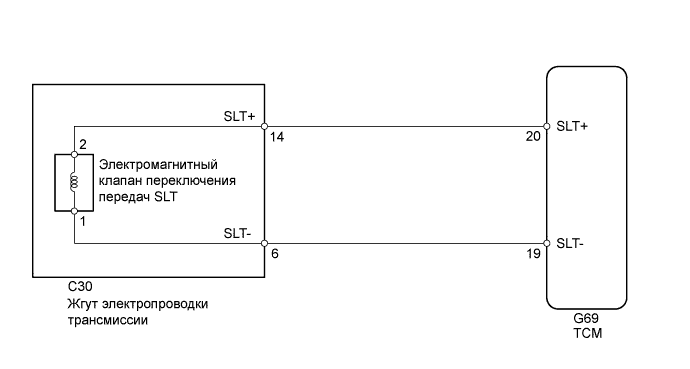 SLT+
14
20
SLT+
2
Электромагнитный
клапан переключения
передач SLT
1
SLT-
6
19
SLT-
C30
Жгут электропроводки
трансмиссии
G69
TCM